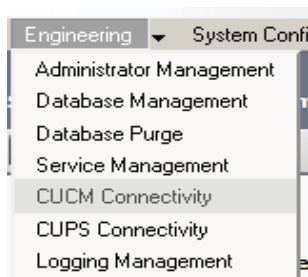 Engineering System Confi
Administrator Management
Database Management
Database Purge
Service Management
CUCM Connectivity
CUPS Connectivity
Logging Management